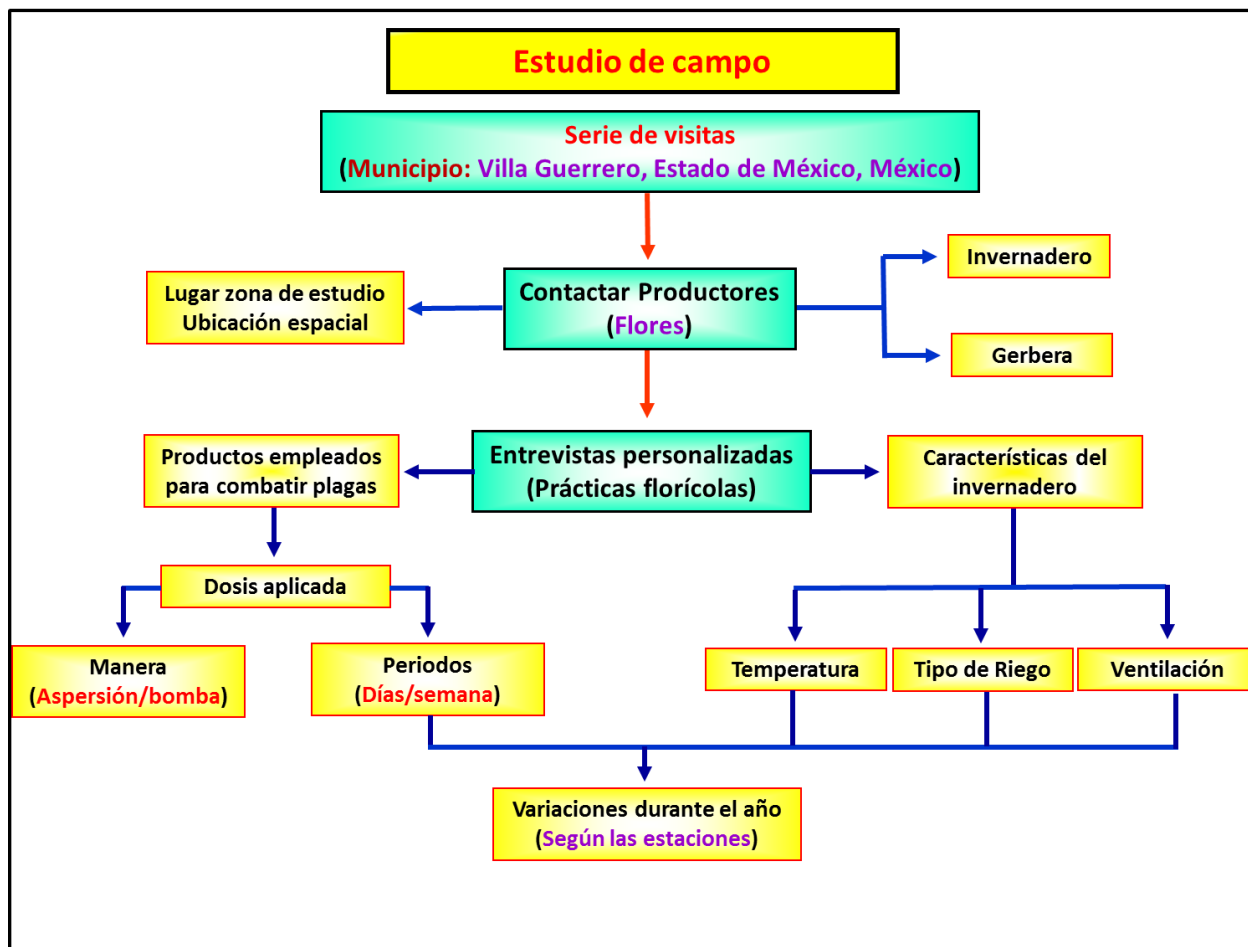 Estudio de campo
Serie de visitas
(Municipio: Villa Guerrero, Estado de México, México)
Invernadero
Lugar zona de estudio
Ubicación espacial
Contactar Productores
(Flores)
Gerbera
Productos empleados
para combatir plagas
Entrevistas personalizadas
(Prácticas florícolas)
Características del
invernadero
Dosis aplicada
Manera
(Aspersión/bomba)
Periodos
(Días/semana)
Temperatura
Tipo de Riego
Ventilación
Variaciones durante el año
(Según las estaciones)